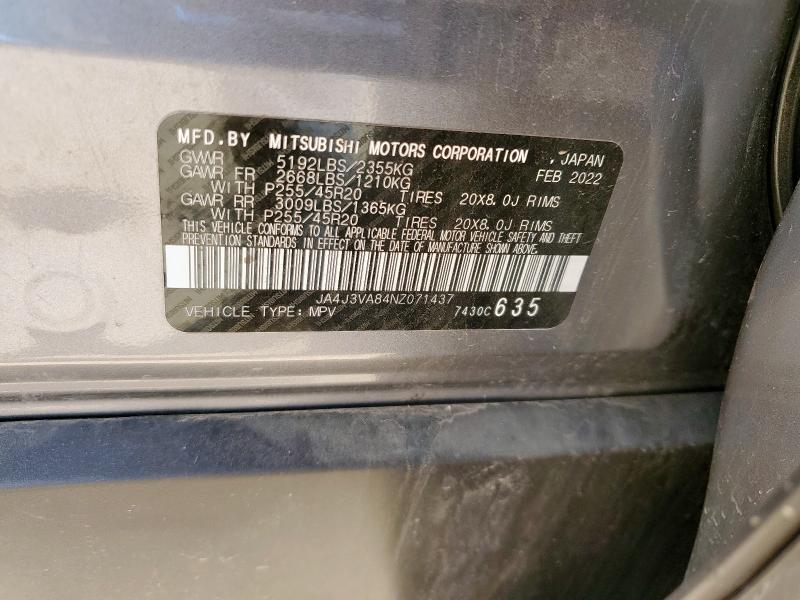 MFD.BY MITSUBISHI MOTORS CORPORATION , JAPAN
GVWR 5192LBS/2355KG FEB 2022
GAWR FR 2668LBS/1210KG
WITH P255/45R20 TIRES 20X8.0J RIMS
GAWR RR 3009LBS/1365KG
WITH P255/45R20 TIRES 20X8.0J RIMS
THIS VEHICLE CONFORMS TO ALL APPLICABLE FEDERAL MOTOR VEHICLE SAFETY AND THEFT
PREVENTION STANDARDS IN EFFECT ON THE DATE OF MANUFACTURE SHOWN ABOVE.
JA4J3VA84NZ071437
VEHICLE TYPE: MPV 7430C 635